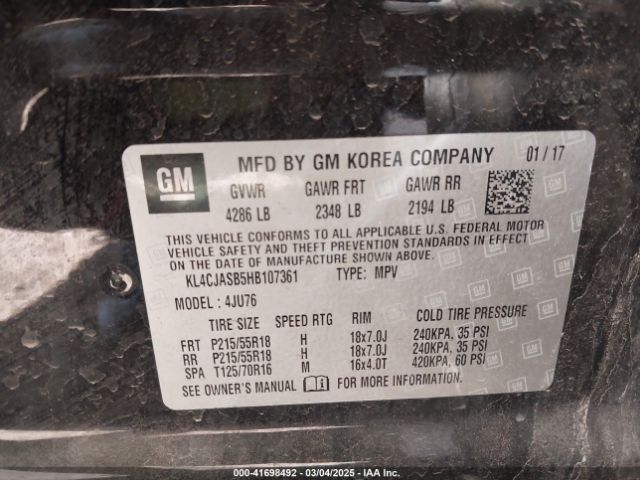 GM
MFD BY GM KOREA COMPANY 01 / 17
GVWR GAWR FRT GAWR RR
4286 LB 2348 LB 2194 LB
THIS VEHICLE CONFORMS TO ALL APPLICABLE U.S. FEDERAL MOTOR
VEHICLE SAFETY AND THEFT PREVENTION STANDARDS IN EFFECT
ON THE DATE OF MANUFACTURE SHOWN ABOVE.
KL4CJASB5HB107361 TYPE: MPV
MODEL : 4JU76
TIRE SIZE SPEED RTG RIM COLD TIRE PRESSURE
FRT P215/55R18 H 18x7.0J 240KPA, 35 PSI
RR P215/55R18 H 18x7.0J 240KPA, 35 PSI
SPA T125/70R16 M 16x4.0T 420KPA, 60 PSI
SEE OWNER'S MANUAL FOR MORE INFORMATION.
000-41698492 — 03/04/2025 — IAA Inc.